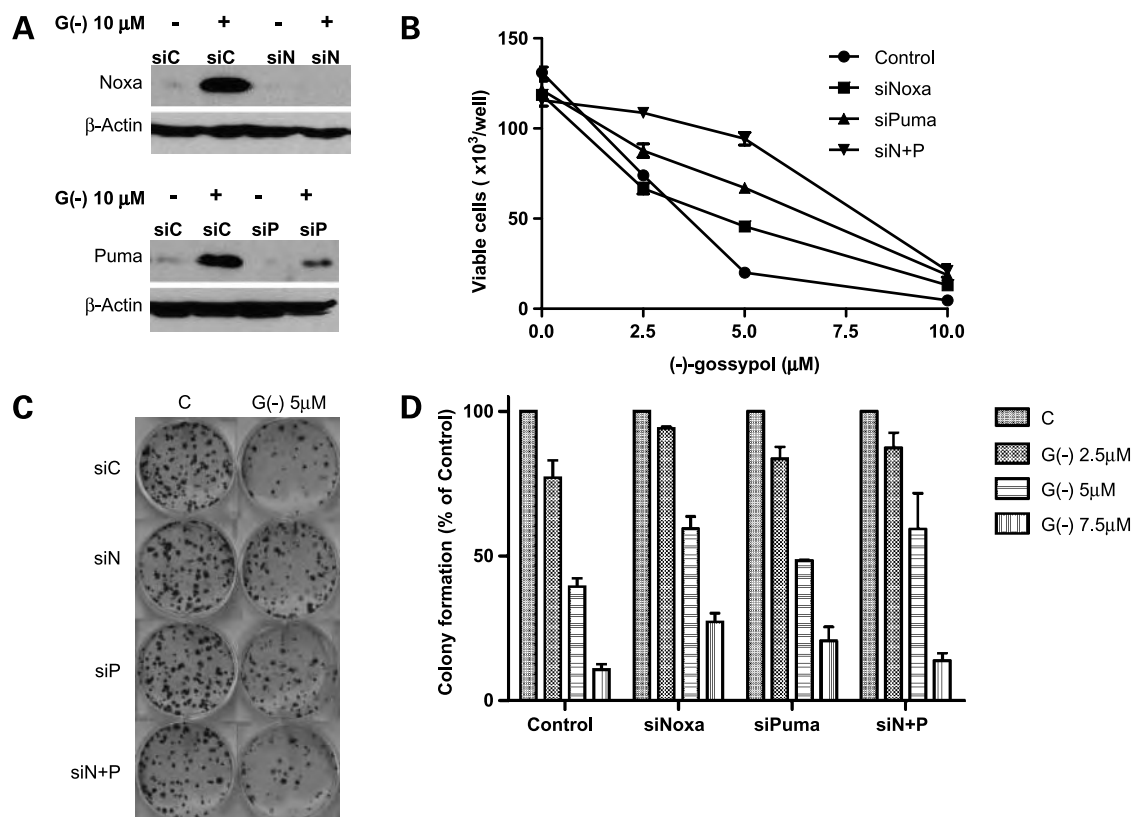 A
G(-) 10 μM - + - +
siC siC siN siN
Noxa
β-Actin
G(-) 10 μM - + - +
siC siC siP siP
Puma
β-Actin
B
150
100
50
0
Viable cells ( x10³/well)
0.0 2.5 5.0 7.5 10.0
(-)-gossypol (μM)
Control
siNoxa
siPuma
siN+P
C
C G(-) 5μM
siC
siN
siP
siN+P
D
100
50
0
Colony formation (% of Control)
Control siNoxa siPuma siN+P
C
G(-) 2.5μM
G(-) 5μM
G(-) 7.5μM